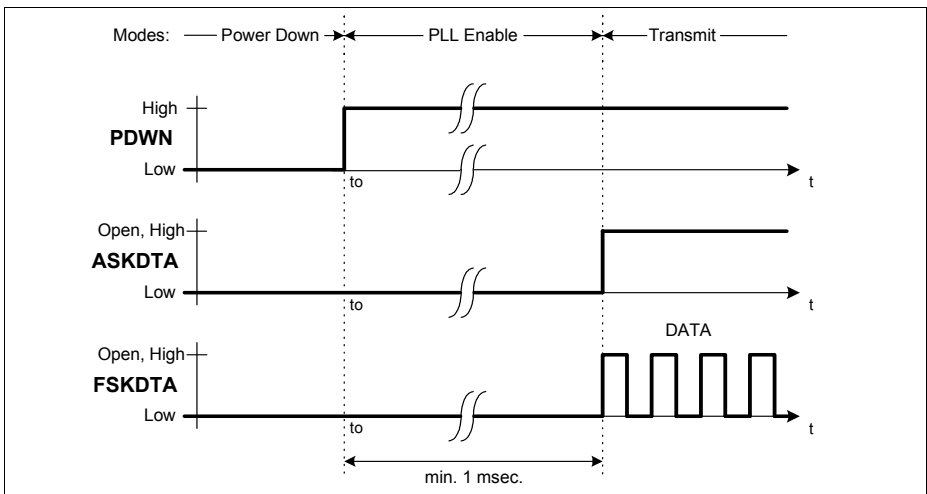 Modes: Power Down PLL Enable Transmit
High
PDWN
Low
to
t
Open, High
ASKDTA
Low
to
t
DATA
Open, High
FSKDTA
Low
to
t
min. 1 msec.